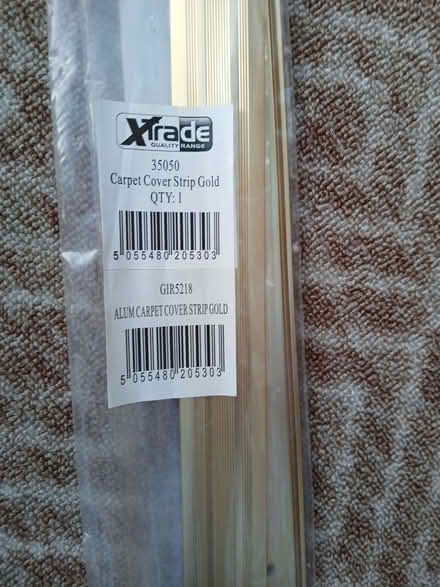 XTrade
QUALITY RANGE
35050
Carpet Cover Strip Gold
QTY: 1
5 055480 205303
GIR5218
ALUM CARPET COVER STRIP GOLD
5 055480 205303